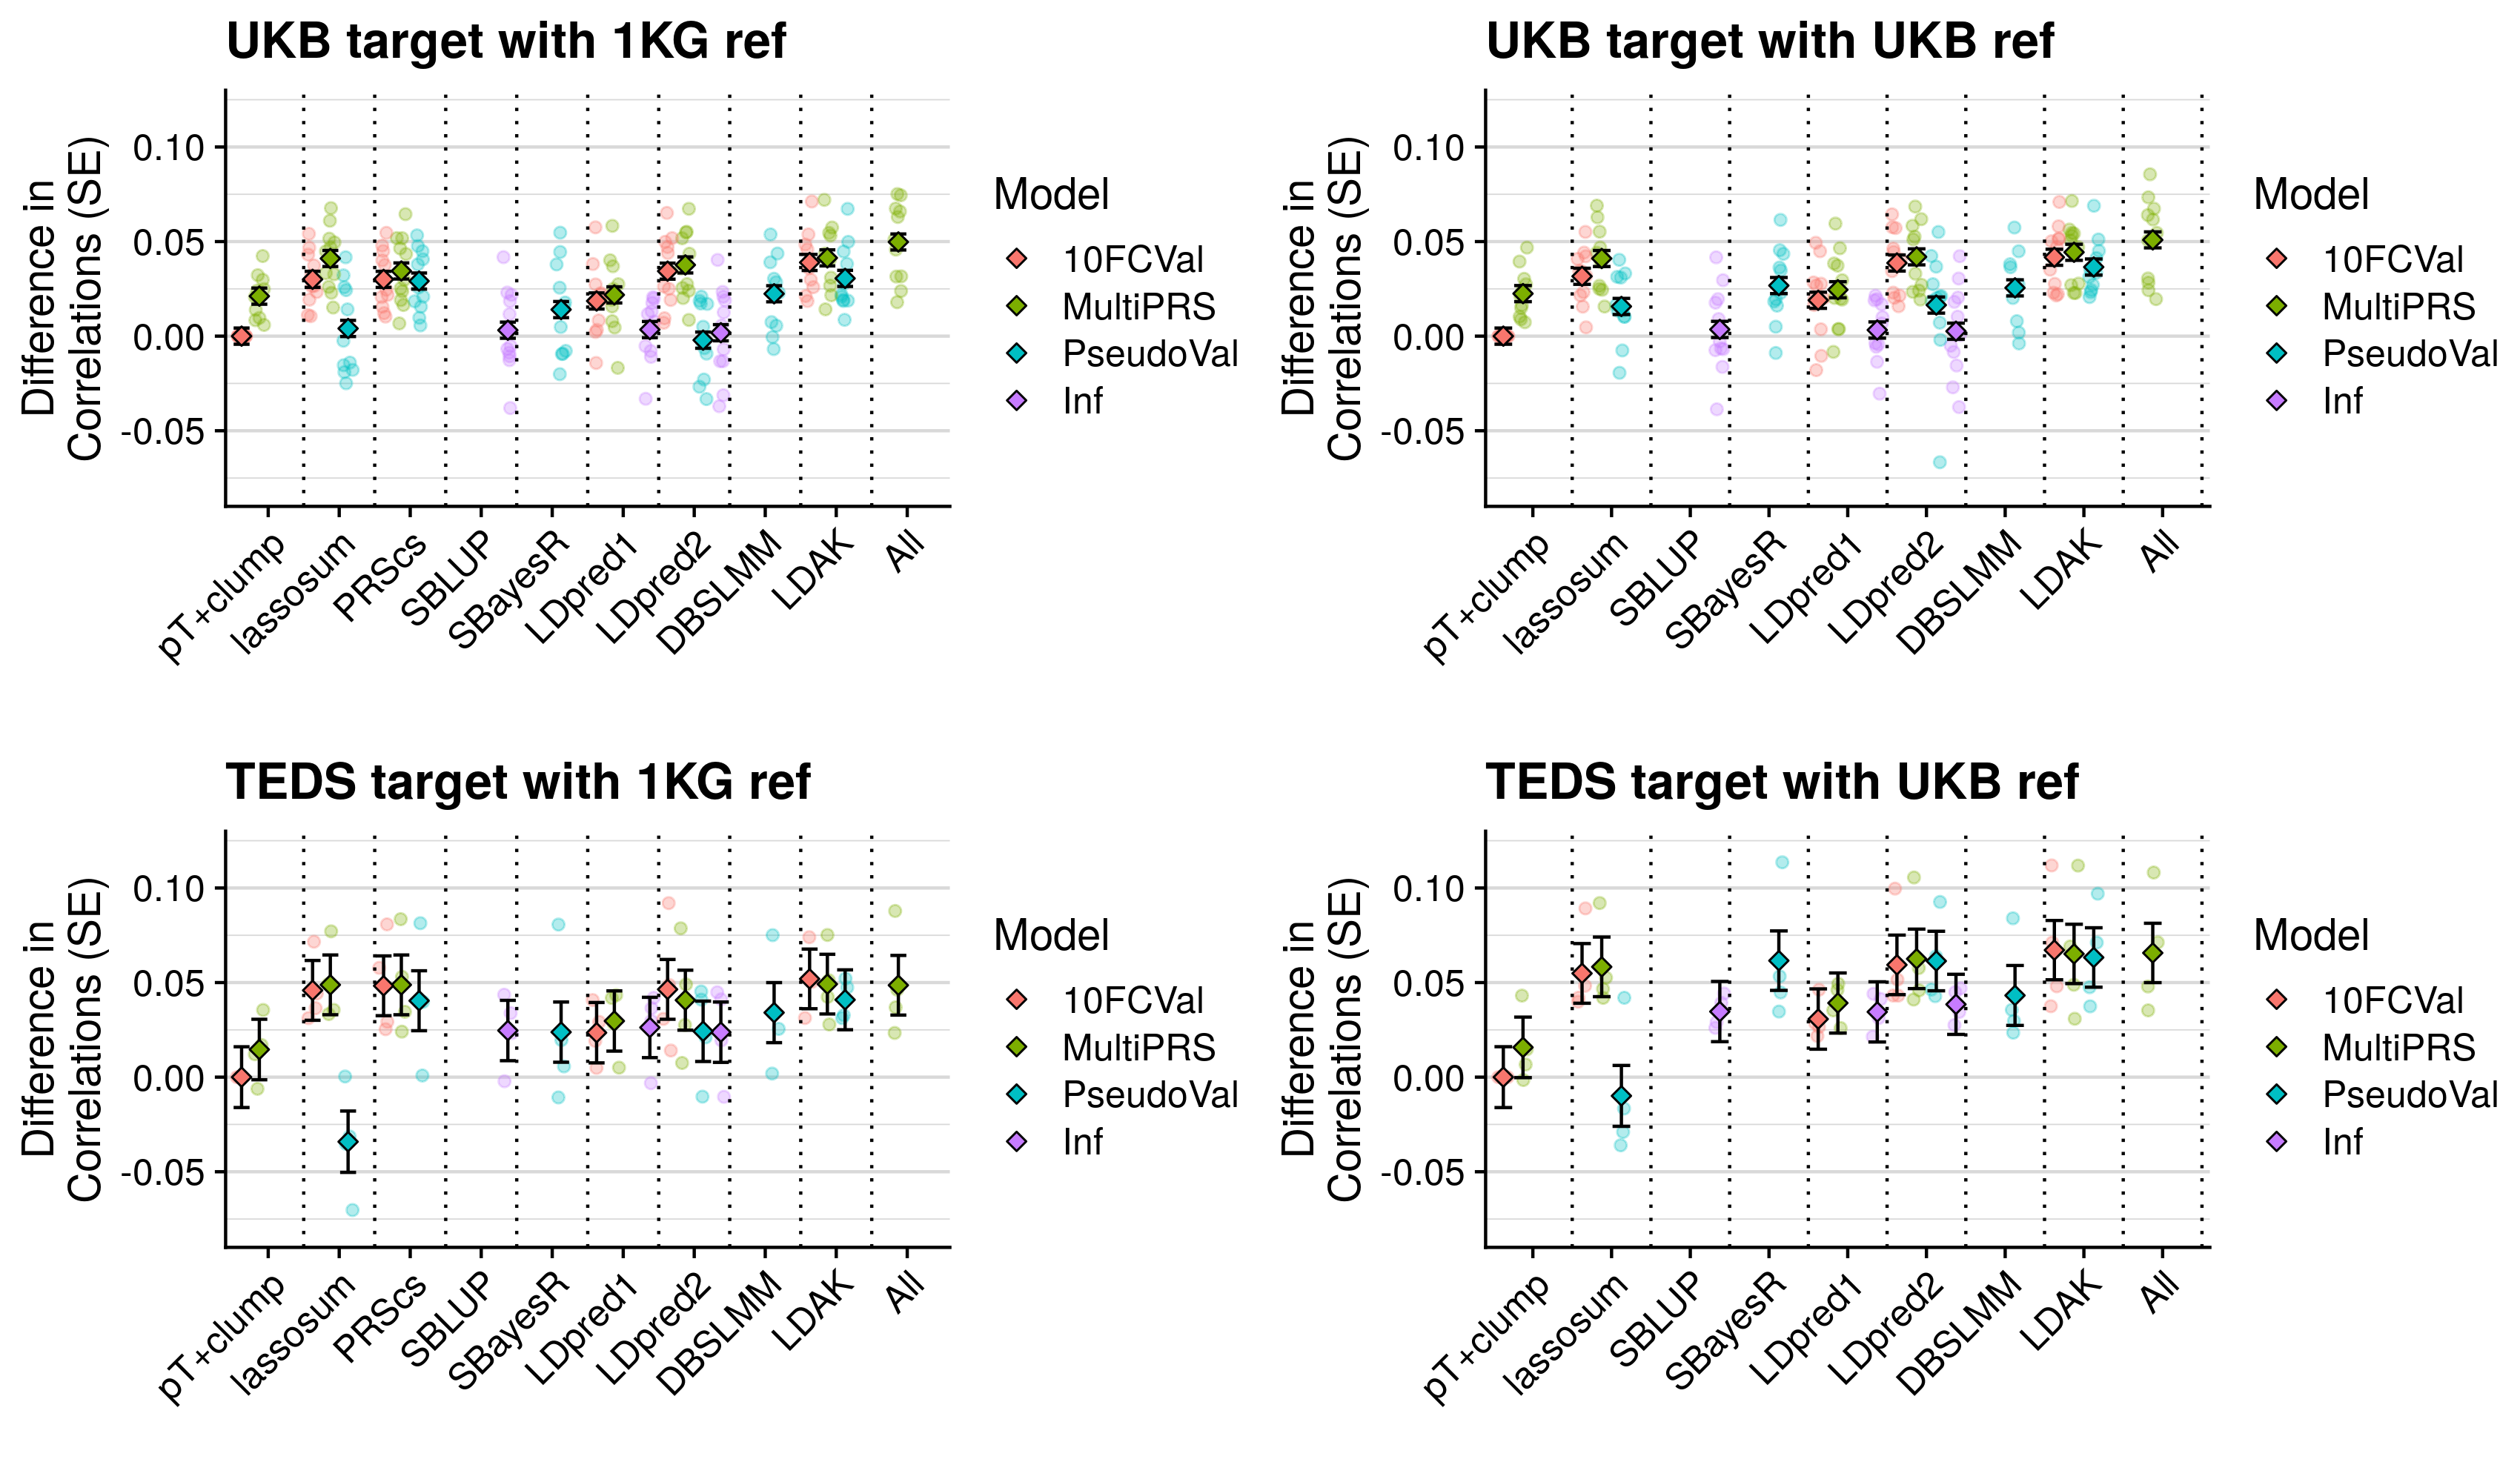 UKB target with 1KG ref
Difference in
Correlations (SE)
0.10
0.05
0.00
-0.05
pT+clump
lassosum
PRScs
SBLUP
SBayesR
LDpred1
LDpred2
DBSLMM
LDAK
All
Model
10FCVal
MultiPRS
PseudoVal
Inf
UKB target with UKB ref
Difference in
Correlations (SE)
0.10
0.05
0.00
-0.05
pT+clump
lassosum
SBLUP
SBayesR
LDpred1
LDpred2
DBSLMM
LDAK
All
Model
10FCVal
MultiPRS
PseudoVal
Inf
TEDS target with 1KG ref
Difference in
Correlations (SE)
0.10
0.05
0.00
-0.05
pT+clump
lassosum
PRScs
SBLUP
SBayesR
LDpred1
LDpred2
DBSLMM
LDAK
All
Model
10FCVal
MultiPRS
PseudoVal
Inf
TEDS target with UKB ref
Difference in
Correlations (SE)
0.10
0.05
0.00
-0.05
pT+clump
lassosum
SBLUP
SBayesR
LDpred1
LDpred2
DBSLMM
LDAK
All
Model
10FCVal
MultiPRS
PseudoVal
Inf